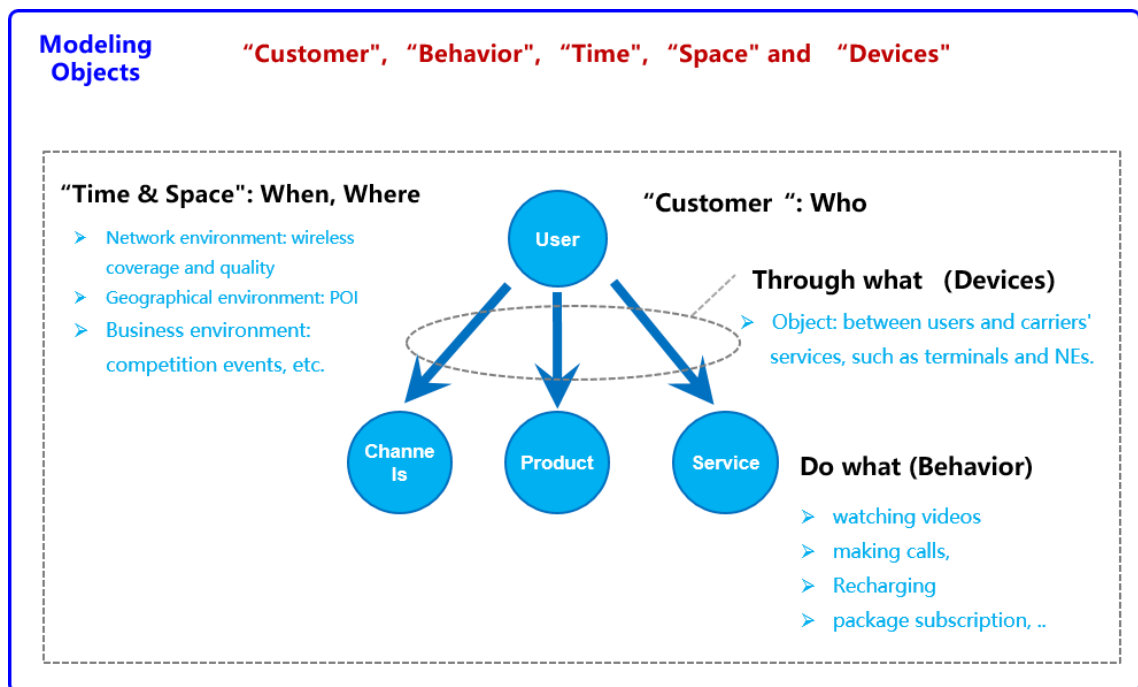 Modeling
Objects
“Customer", “Behavior", “Time", “Space" and “Devices"
“Time & Space": When, Where
➢ Network environment: wireless
coverage and quality
➢ Geographical environment: POI
➢ Business environment:
competition events, etc.
User
“Customer “: Who
Through what （Devices)
➢ Object: between users and carriers'
services, such as terminals and NEs.
Channe
ls
Product
Service
Do what (Behavior)
➢ watching videos
➢ making calls,
➢ Recharging
➢ package subscription, ..